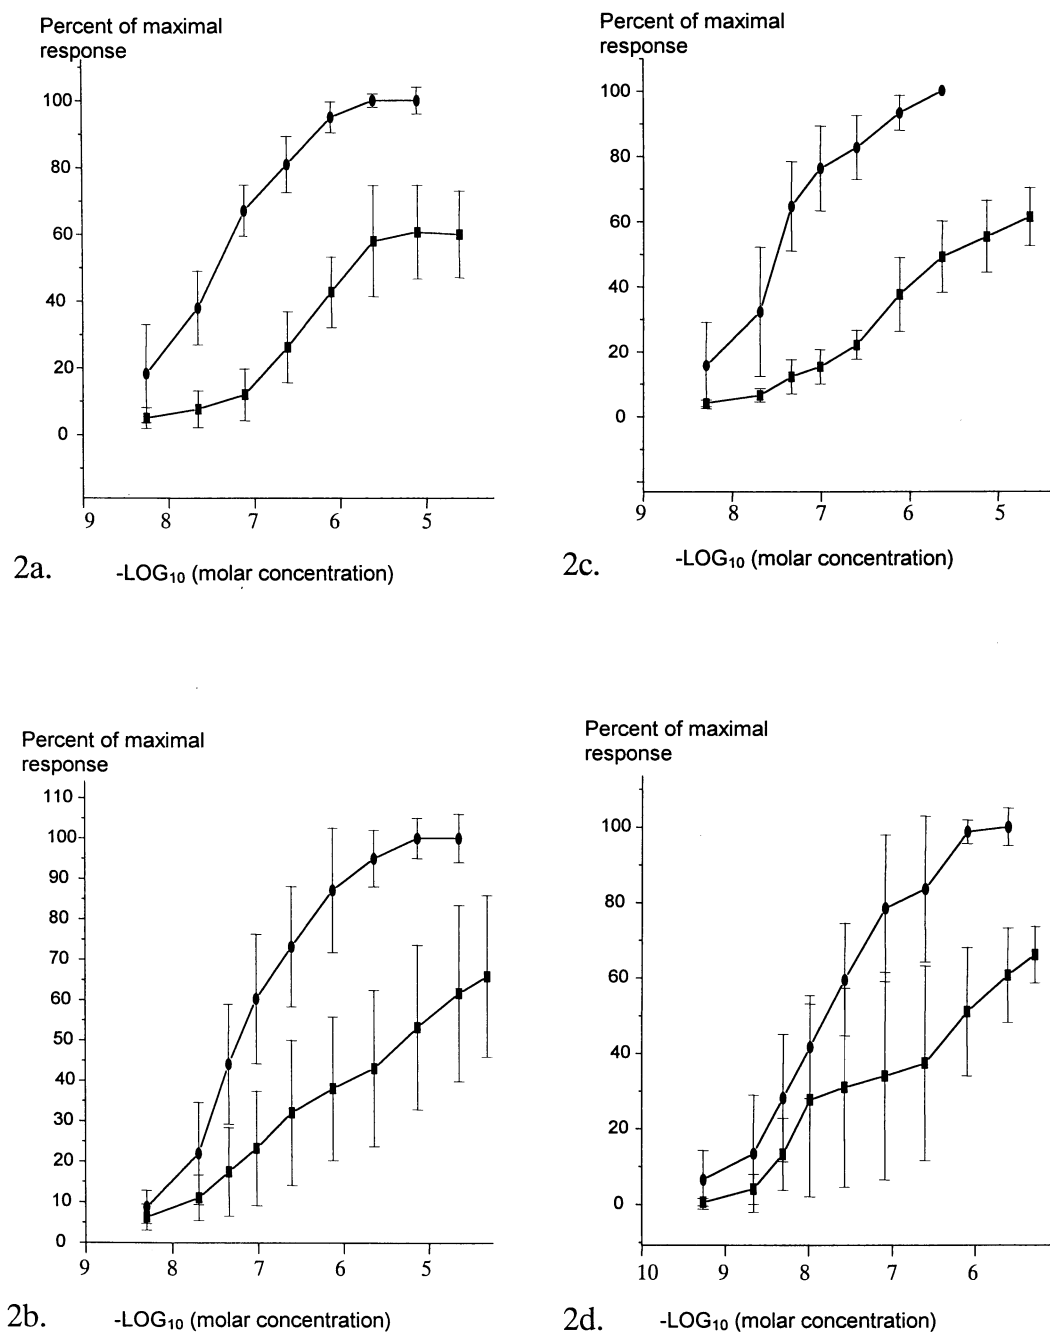 Percent of maximal
response
100
80
60
40
20
0
9 8 7 6 5
2a. -LOG10 (molar concentration)
Percent of maximal
response
100
80
60
40
20
0
9 8 7 6 5
2c. -LOG10 (molar concentration)
Percent of maximal
response
110
100
90
80
70
60
50
40
30
20
10
0
9 8 7 6 5
2b. -LOG10 (molar concentration)
Percent of maximal
response
100
80
60
40
20
0
10 9 8 7 6
2d. -LOG10 (molar concentration)